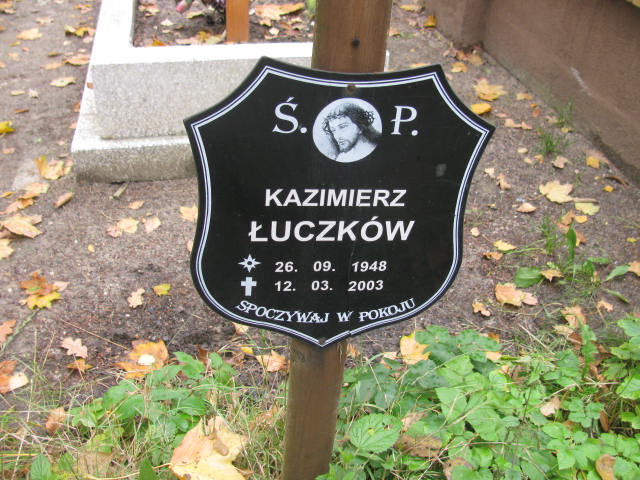 Ś. P.
KAZIMIERZ
ŁUCZKÓW
26. 09. 1948
12. 03. 2003
SPOCZYWAJ W POKOJU